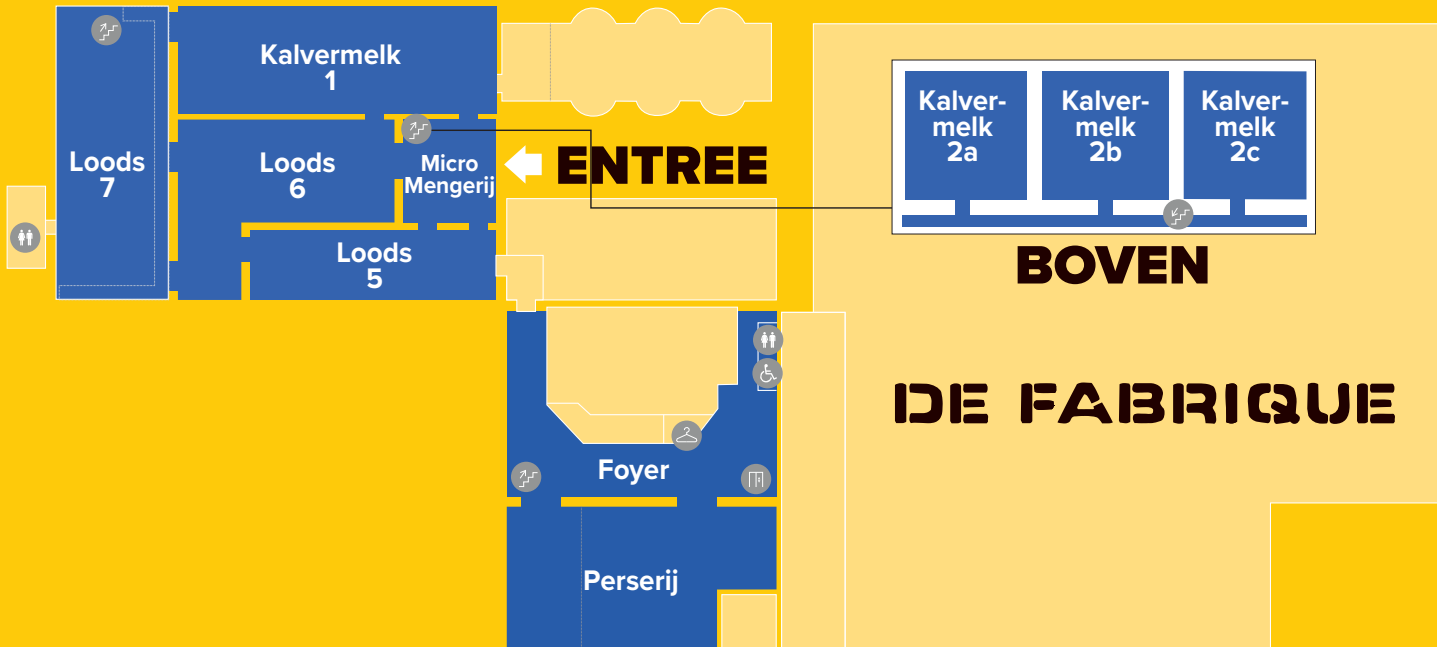 Kalvermelk
1
Loods
7
Loods
6
Micro
Mengerij
ENTREE
Loods
5
Kalver-
melk
2a
Kalver-
melk
2b
Kalver-
melk
2c
BOVEN
DE FABRIQUE
Foyer
Perserij